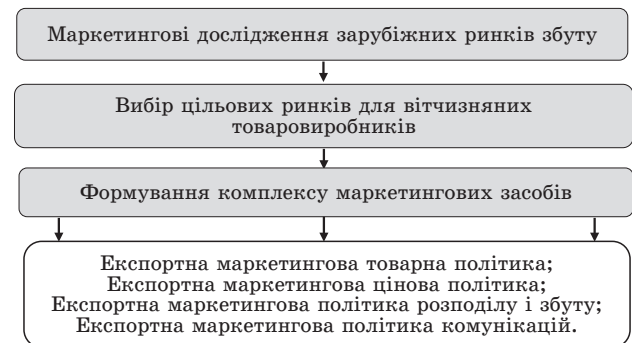 Маркетингові дослідження зарубіжних ринків збуту
Вибір цільових ринків для вітчизняних
товаровиробників
Формування комплексу маркетингових засобів
Експортна маркетингова товарна політика;
Експортна маркетингова цінова політика;
Експортна маркетингова політика розподілу і збуту;
Експортна маркетингова політика комунікацій.